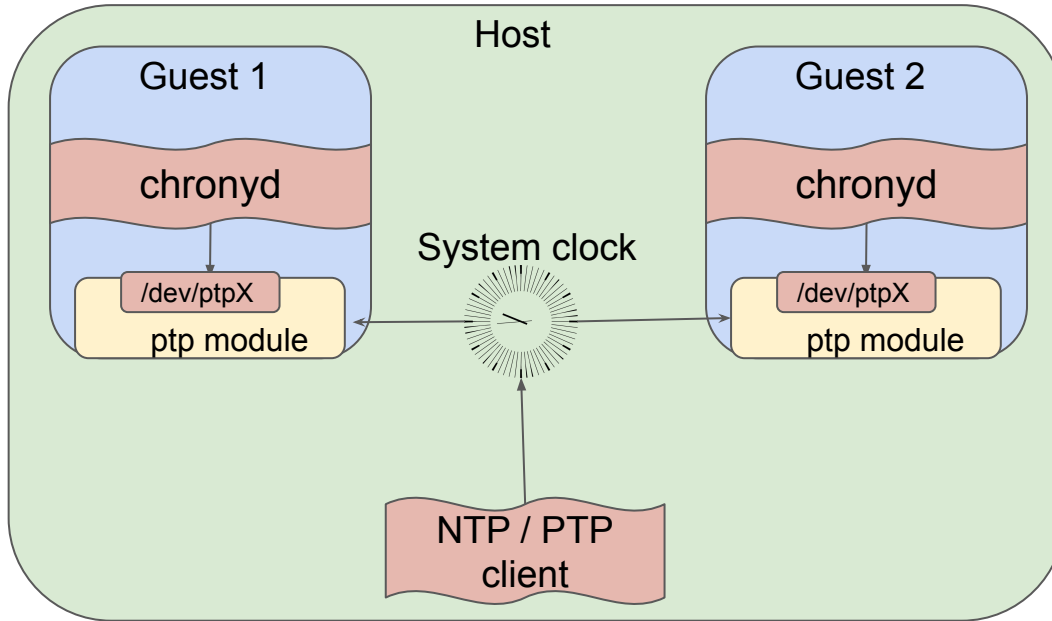 Host
Guest 1
chronyd
/dev/ptpX
ptp module
System clock
Guest 2
chronyd
/dev/ptpX
ptp module
NTP / PTP
client